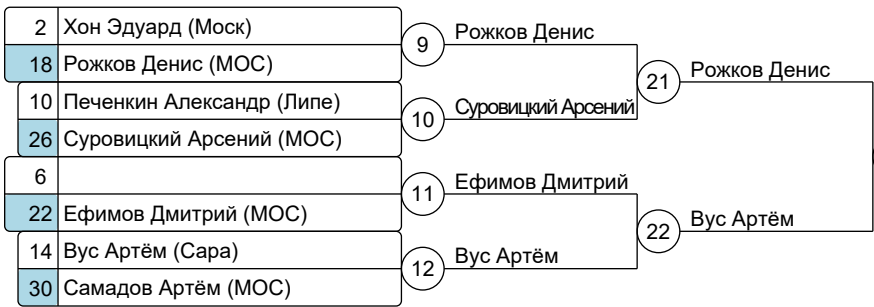 2 Хон Эдуард (Моск)
18 Рожков Денис (МОС)
9 Рожков Денис
10 Печенкин Александр (Липе)
26 Суровицкий Арсений (МОС)
10 Суровицкий Арсений
21 Рожков Денис
6
22 Ефимов Дмитрий (МОС)
11 Ефимов Дмитрий
14 Вус Артём (Сара)
30 Самадов Артём (МОС)
12 Вус Артём
22 Вус Артём